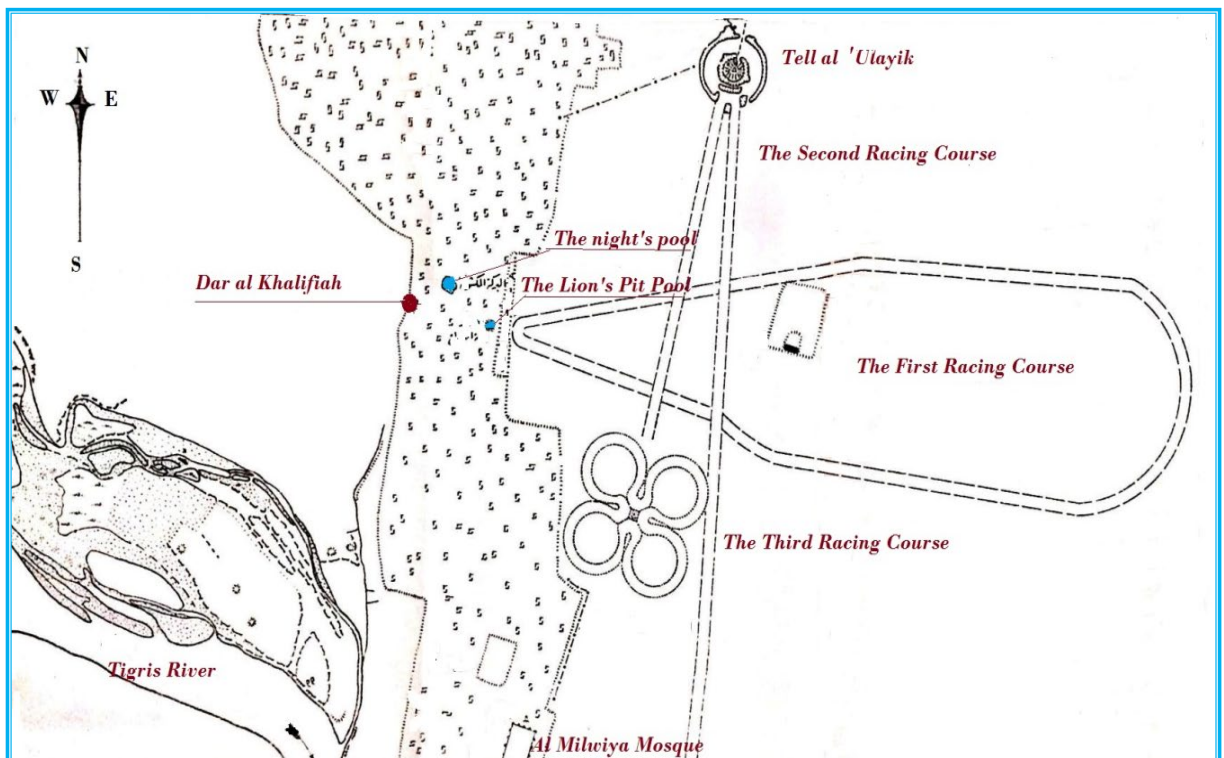 N
W E
S
Tell al 'Ulayik
The Second Racing Course
The night's pool
Dar al Khalifiah
The Lion's Pit Pool
The First Racing Course
The Third Racing Course
Tigris River
Al Milwiya Mosque